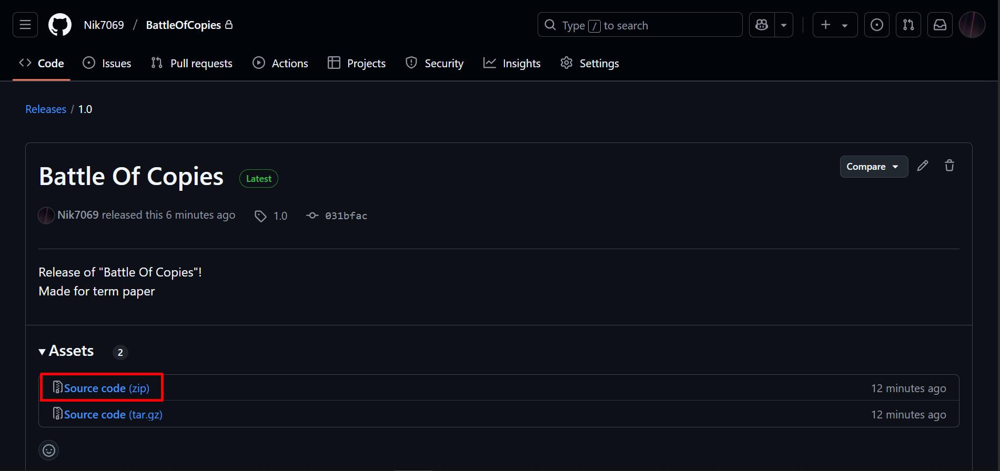 Nik7069 / BattleOfCopies
Type / to search
Code Issues Pull requests Actions Projects Security Insights Settings
Releases / 1.0
Battle Of Copies Latest
Compare
Nik7069 released this 6 minutes ago 1.0 031bfac
Release of "Battle Of Copies"!
Made for term paper
Assets 2
Source code (zip) 12 minutes ago
Source code (tar.gz) 12 minutes ago